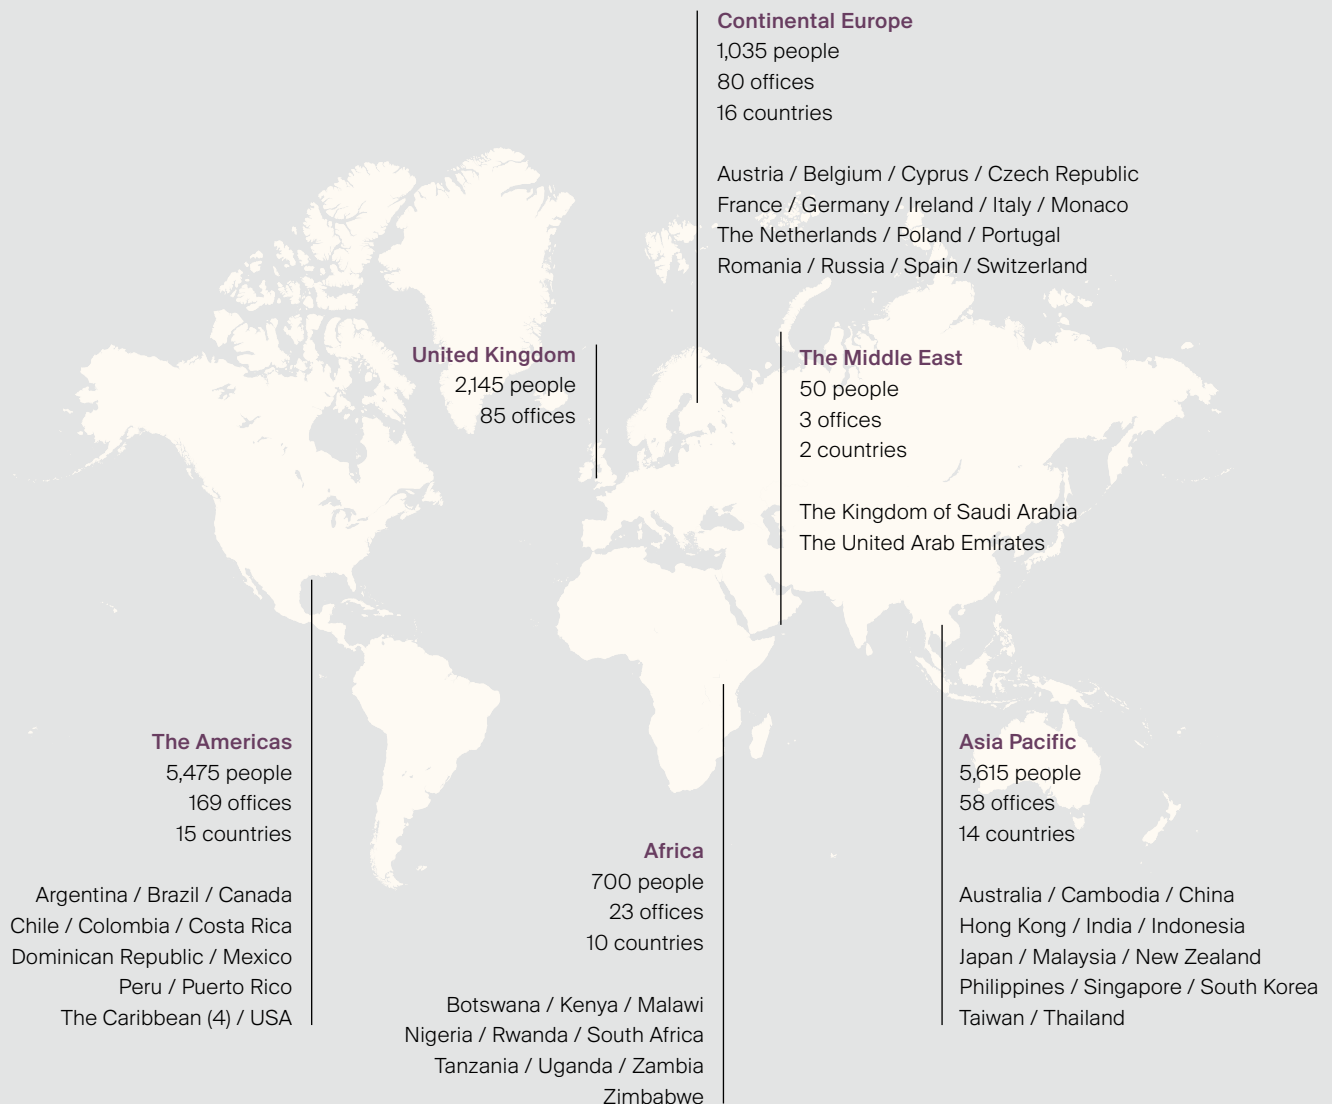 Continental Europe
1,035 people
80 offices
16 countries
Austria / Belgium / Cyprus / Czech Republic
France / Germany / Ireland / Italy / Monaco
The Netherlands / Poland / Portugal
Romania / Russia / Spain / Switzerland
United Kingdom
2,145 people
85 offices
The Middle East
50 people
3 offices
2 countries
The Kingdom of Saudi Arabia
The United Arab Emirates
The Americas
5,475 people
169 offices
15 countries
Argentina / Brazil / Canada
Chile / Colombia / Costa Rica
Dominican Republic / Mexico
Peru / Puerto Rico
The Caribbean (4) / USA
Africa
700 people
23 offices
10 countries
Botswana / Kenya / Malawi
Nigeria / Rwanda / South Africa
Tanzania / Uganda / Zambia
Zimbabwe
Asia Pacific
5,615 people
58 offices
14 countries
Australia / Cambodia / China
Hong Kong / India / Indonesia
Japan / Malaysia / New Zealand
Philippines / Singapore / South Korea
Taiwan / Thailand